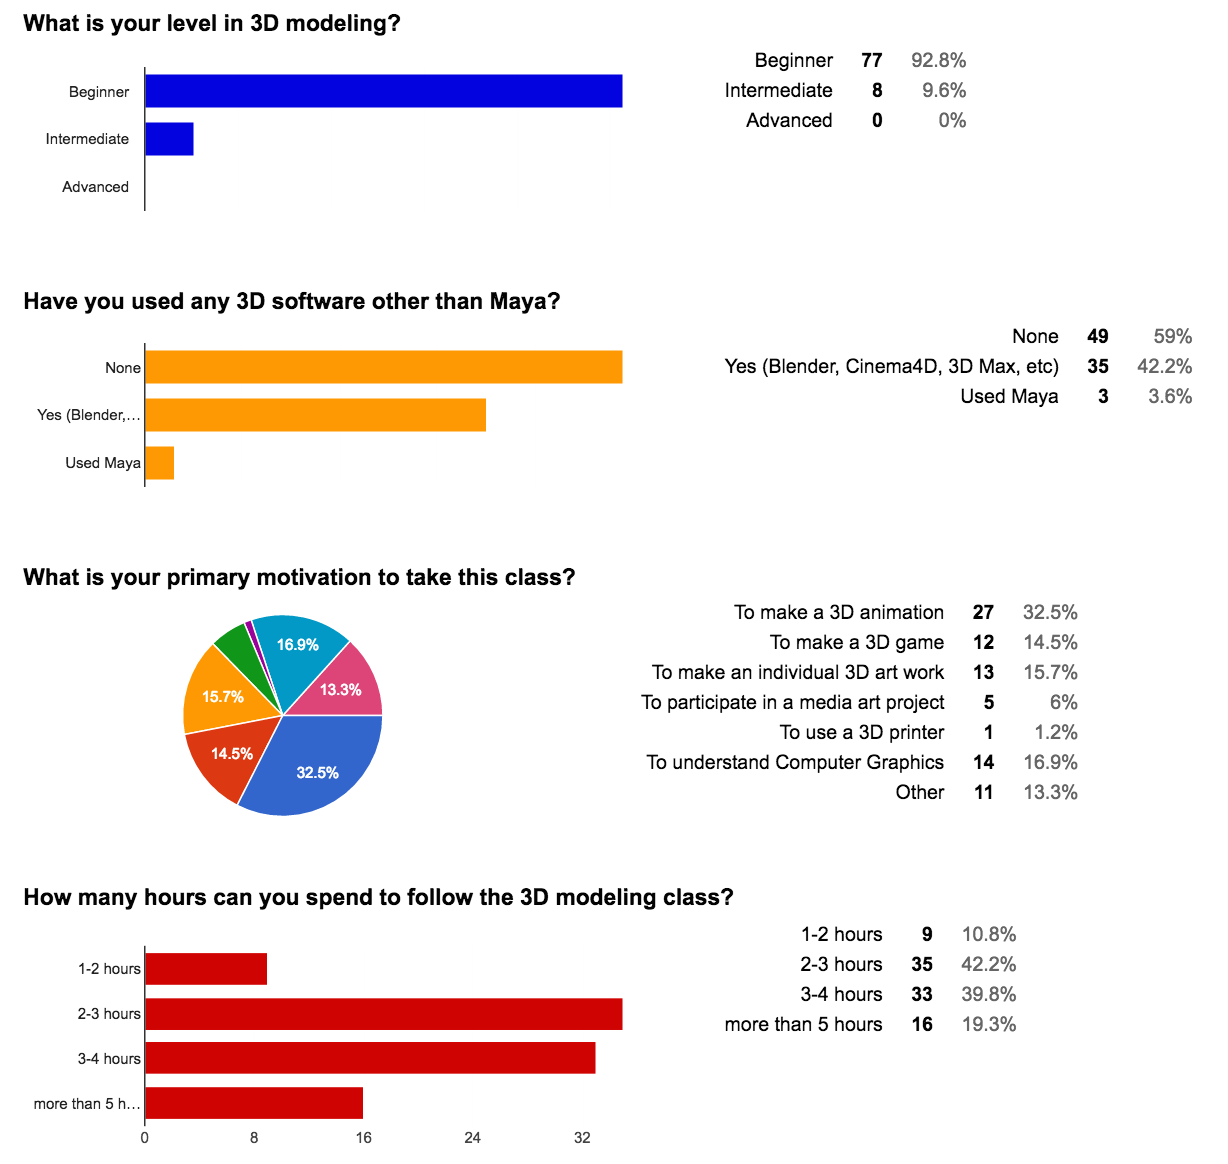 What is your level in 3D modeling?
Beginner
Intermediate
Advanced
Beginner 77 92.8%
Intermediate 8 9.6%
Advanced 0 0%
Have you used any 3D software other than Maya?
None
Yes (Blender,...
Used Maya
None 49 59%
Yes (Blender, Cinema4D, 3D Max, etc) 35 42.2%
Used Maya 3 3.6%
What is your primary motivation to take this class?
16.9%
13.3%
15.7%
14.5%
32.5%
To make a 3D animation 27 32.5%
To make a 3D game 12 14.5%
To make an individual 3D art work 13 15.7%
To participate in a media art project 5 6%
To use a 3D printer 1 1.2%
To understand Computer Graphics 14 16.9%
Other 11 13.3%
How many hours can you spend to follow the 3D modeling class?
1-2 hours
2-3 hours
3-4 hours
more than 5 h...
0 8 16 24 32
1-2 hours 9 10.8%
2-3 hours 35 42.2%
3-4 hours 33 39.8%
more than 5 hours 16 19.3%